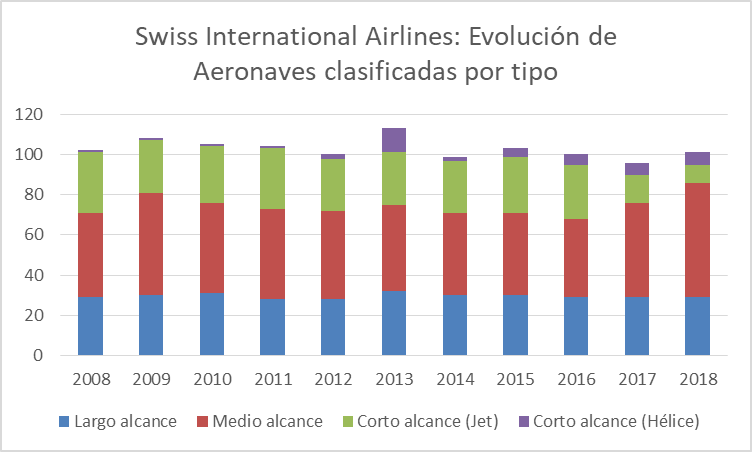 Swiss International Airlines: Evolución de
Aeronaves clasificadas por tipo
120
100
80
60
40
20
0
2008 2009 2010 2011 2012 2013 2014 2015 2016 2017 2018
Largo alcance Medio alcance Corto alcance (Jet) Corto alcance (Hélice)